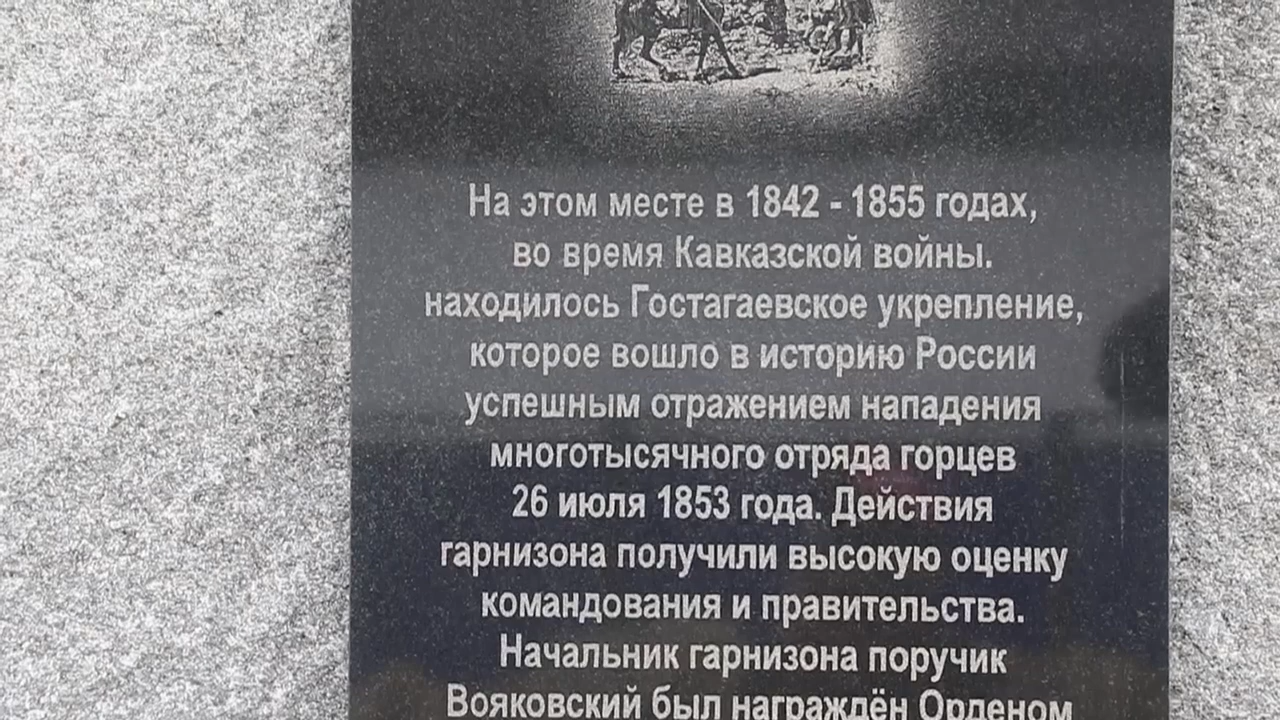 На этом месте в 1842 - 1855 годах,
во время Кавказской войны.
находилось Гостагаевское укрепление,
которое вошло в историю России
успешным отражением нападения
многотысячного отряда горцев
26 июля 1853 года. Действия
гарнизона получили высокую оценку
командования и правительства.
Начальник гарнизона поручик
Вояковский был награждён Орденом